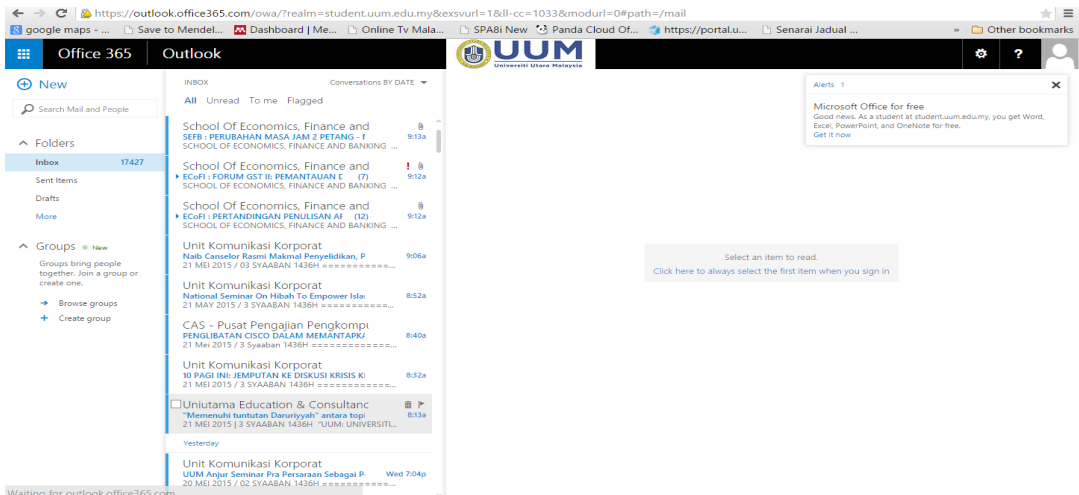 https://outlook.office365.com/owa/?realm=student.uum.edu.my&exsvurl=1&ll-cc=1033&modurl=0#path=/mail
google maps - ... Save to Mendel... Dashboard | Me... Online Tv Mala... SPA8i New Panda Cloud Of... https://portal.u... Senarai Jadual ... » Other bookmarks
Office 365 Outlook
UUM
Universiti Utara Malaysia
?
New
Search Mail and People
Folders
Inbox 17427
Sent Items
Drafts
More
Groups New
Groups bring people
together. Join a group or
create one.
Browse groups
Create group
INBOX Conversations BY DATE
All Unread To me Flagged
School Of Economics, Finance and
SEFB : PERUBAHAN MASA JAM 2 PETANG - 9:13a
SCHOOL OF ECONOMICS, FINANCE AND BANKING ...
School Of Economics, Finance and
ECoFI : FORUM GST II: PEMANTAUAN (7) 9:12a
SCHOOL OF ECONOMICS, FINANCE AND BANKING ...
School Of Economics, Finance and
ECoFI : PERTANDINGAN PENULISAN (12) 9:12a
SCHOOL OF ECONOMICS, FINANCE AND BANKING ...
Unit Komunikasi Korporat
Naib Canselor Rasmi Makmal Penyelidikan, P 9:06a
21 MEI 2015 / 03 SYAABAN 1436H ===========...
Unit Komunikasi Korporat
National Seminar On Hibah To Empower Isla 8:52a
21 MAY 2015 / 3 SYAABAN 1436H ============...
CAS - Pusat Pengajian Pengkompu
PENGLIBATAN CISCO DALAM MEMANTAPKA 8:40a
21 Mei 2015 / 3 Syaaban 1436H =============...
Unit Komunikasi Korporat
10 PAGI INI: JEMPUTAN KE DISKUSI KRISIS K 8:32a
21 MEI 2015 / 3 SYAABAN 1436H ============...
Uniutama Education & Consultanc
"Memenuhi tuntutan Daruriyyah" antara topi 8:13a
21 MEI 2015 | 3 SYAABAN 1436H "UUM: UNIVERSITI...
Yesterday
Unit Komunikasi Korporat
UUM Anjur Seminar Pra Persaraan Sebagai P Wed 7:04p
20 MEI 2015 / 02 SYAABAN 1436H ===========...
Alerts 1
Microsoft Office for free
Good news. As a student at student.uum.edu.my, you get Word,
Excel, PowerPoint, and OneNote for free.
Get it now
Select an item to read.
Click here to always select the first item when you sign in
Waiting for outlook.office365.com